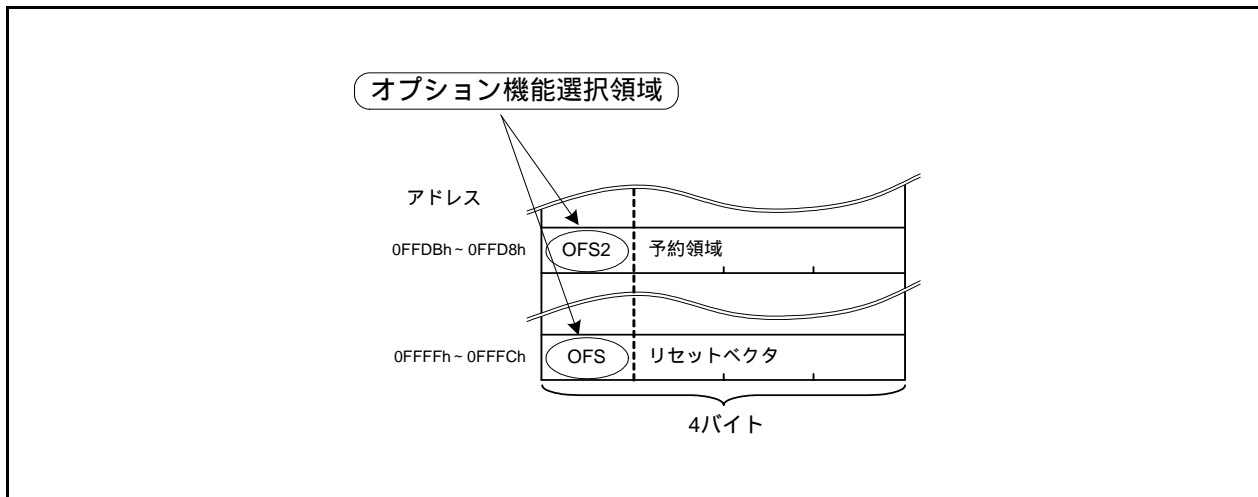 オプション機能選択領域
アドレス
0FFDBh ~ 0FFD8h OFS2 予約領域
0FFFFh ~ 0FFFCh OFS リセットベクタ
4バイト